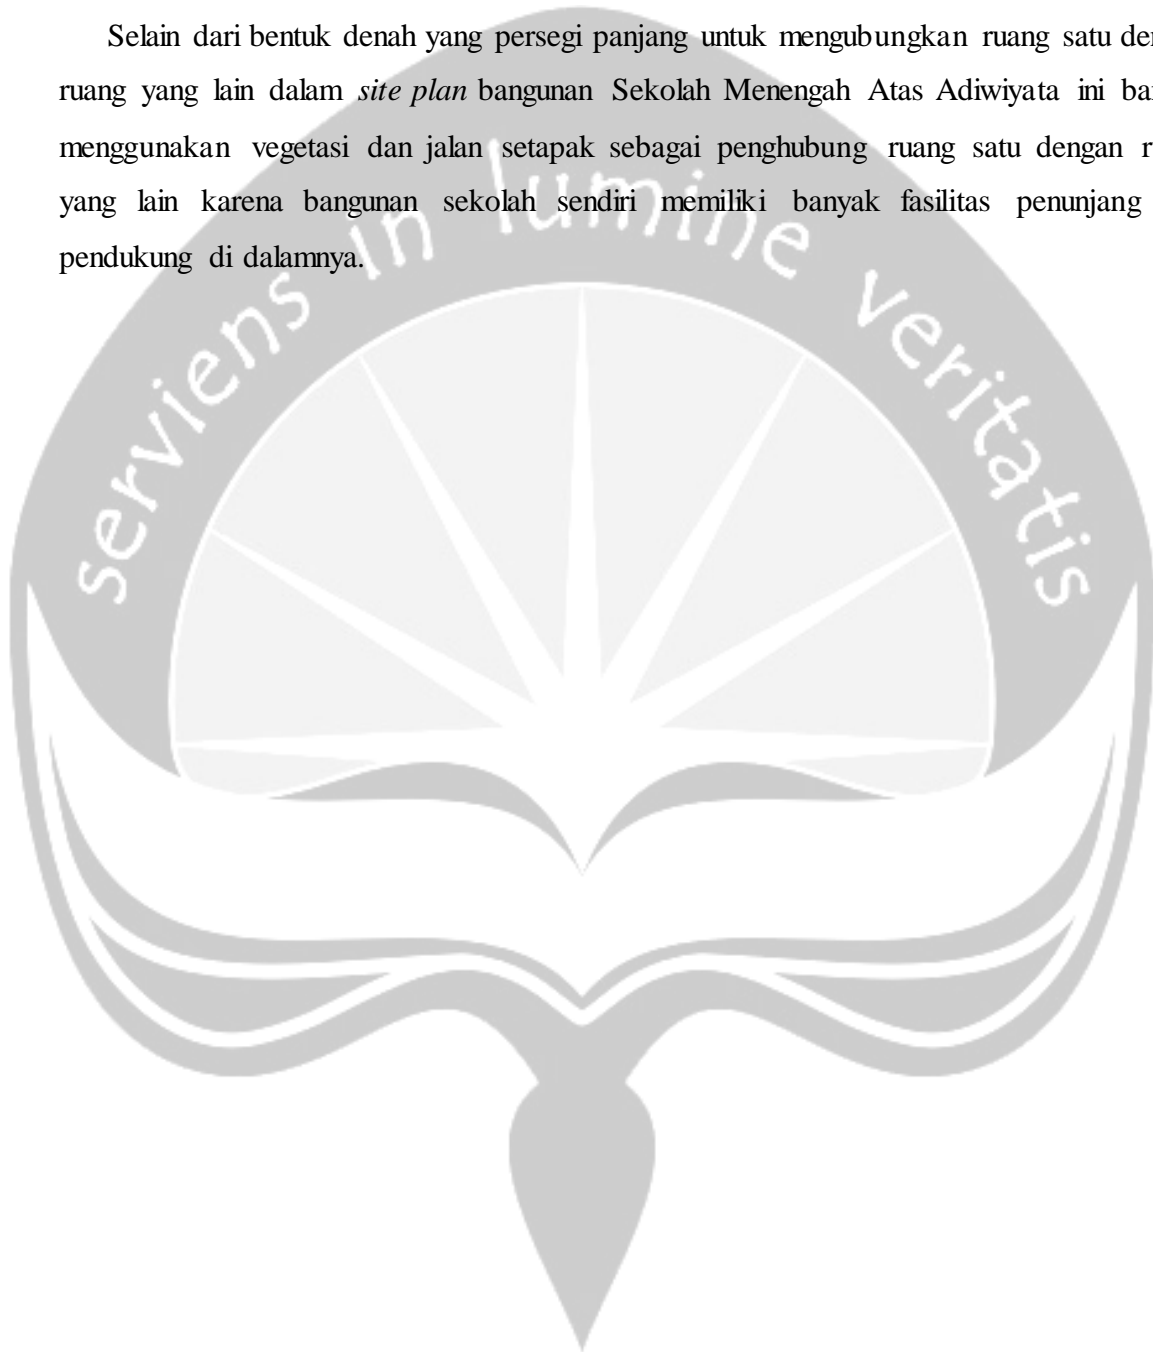 Selain dari bentuk denah yang persegi panjang untuk mengubungkan ruang satu
ruang yang lain dalam site plan bangunan Sekolah Menengah Atas Adiwiyata ini
menggunakan vegetasi dan jalan setapak sebagai penghubung ruang satu dengan
yang lain karena bangunan sekolah sendiri memiliki banyak fasilitas penunjang
pendukung di dalamnya.
serviens in lumine veritatis